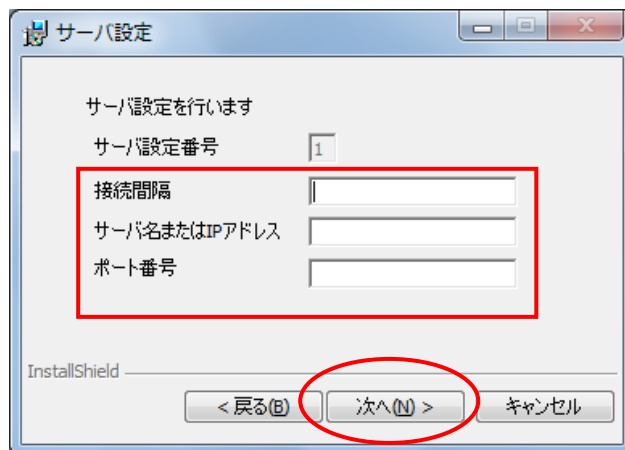 サーバ設定
サーバ設定を行います
サーバ設定番号 1
接続間隔
サーバ名またはIPアドレス
ポート番号
InstallShield
< 戻る(B) 次へ(N) > キャンセル